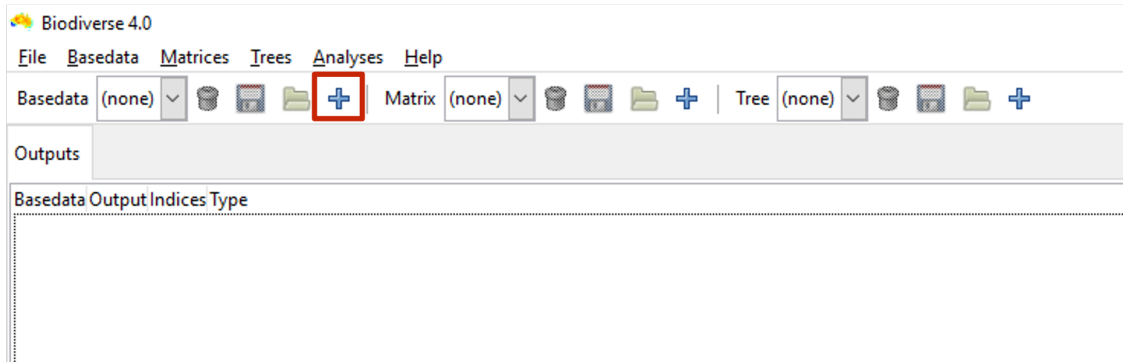 Biodiverse 4.0
File Basedata Matrices Trees Analyses Help
Basedata (none) Matrix (none) Tree (none)
Outputs
Basedata Output Indices Type